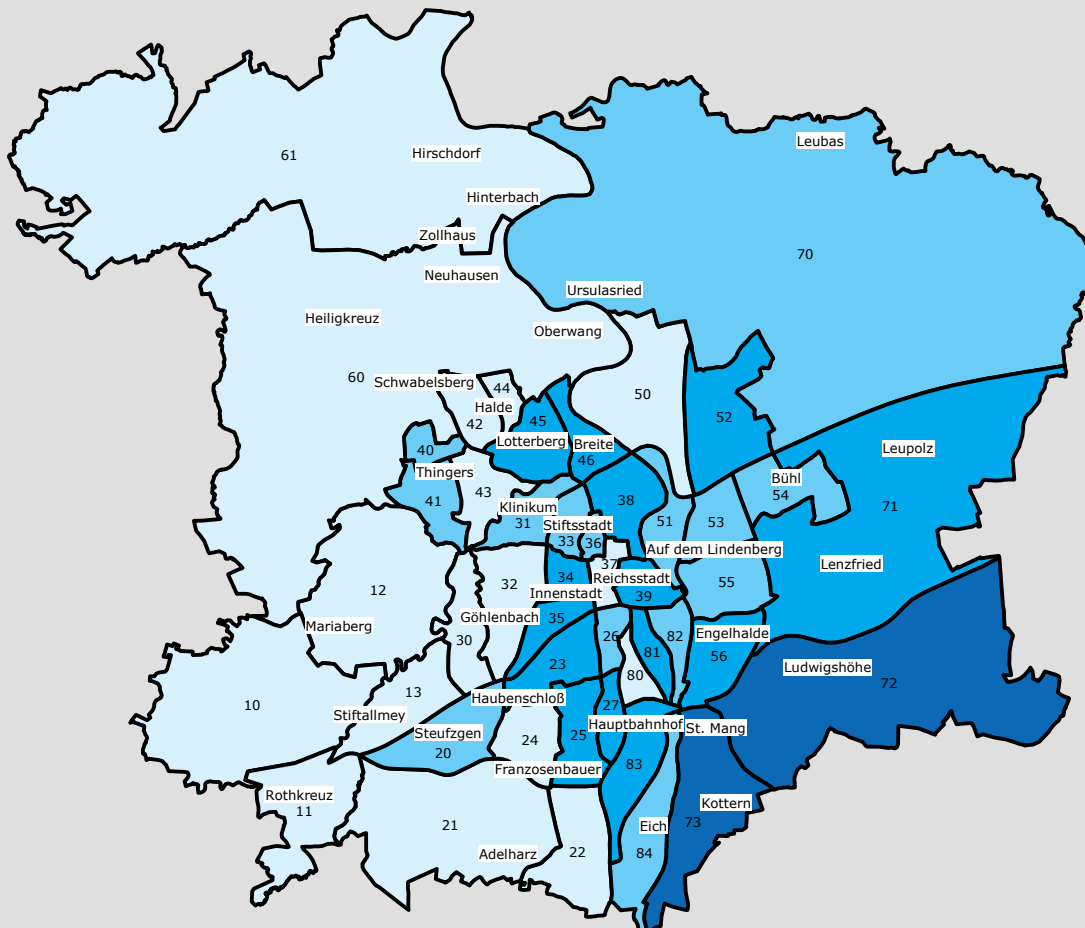 Leubas
61
Hirschdorf
Hinterbach
Zollhaus
70
Neuhausen
Ursulasried
Heiligkreuz
Oberwang
60
Schwabelsberg
44
50
Halde
42
45
52
Lotterberg
Breite
40
46
Leupolz
Thingers
Bühl
43
54
41
38
71
Klinikum
31
Stiftsstadt
51
53
33
36
Auf dem Lindenberg
37
Lenzfried
34
Reichsstadt
55
32
12
Innenstadt
39
Göhlenbach
35
Mariaberg
30
26
82
Engelhalde
81
56
23
Ludwigshöhe
80
72
13
Haubenschloß
10
27
Stiftallmey
Hauptbahnhof
St. Mang
Steufzgen
24
25
20
83
Franzosenbauer
Rothkreuz
11
Kottern
21
73
Eich
Adelharz
22
84